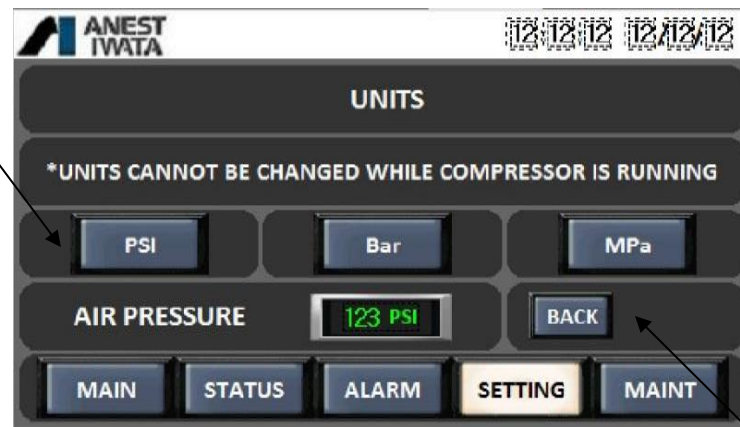 ANEST
IWATA
12:12:12 12/12/12
UNITS
*UNITS CANNOT BE CHANGED WHILE COMPRESSOR IS RUNNING
PSI Bar MPa
AIR PRESSURE 123 PSI BACK
MAIN STATUS ALARM SETTING MAINT